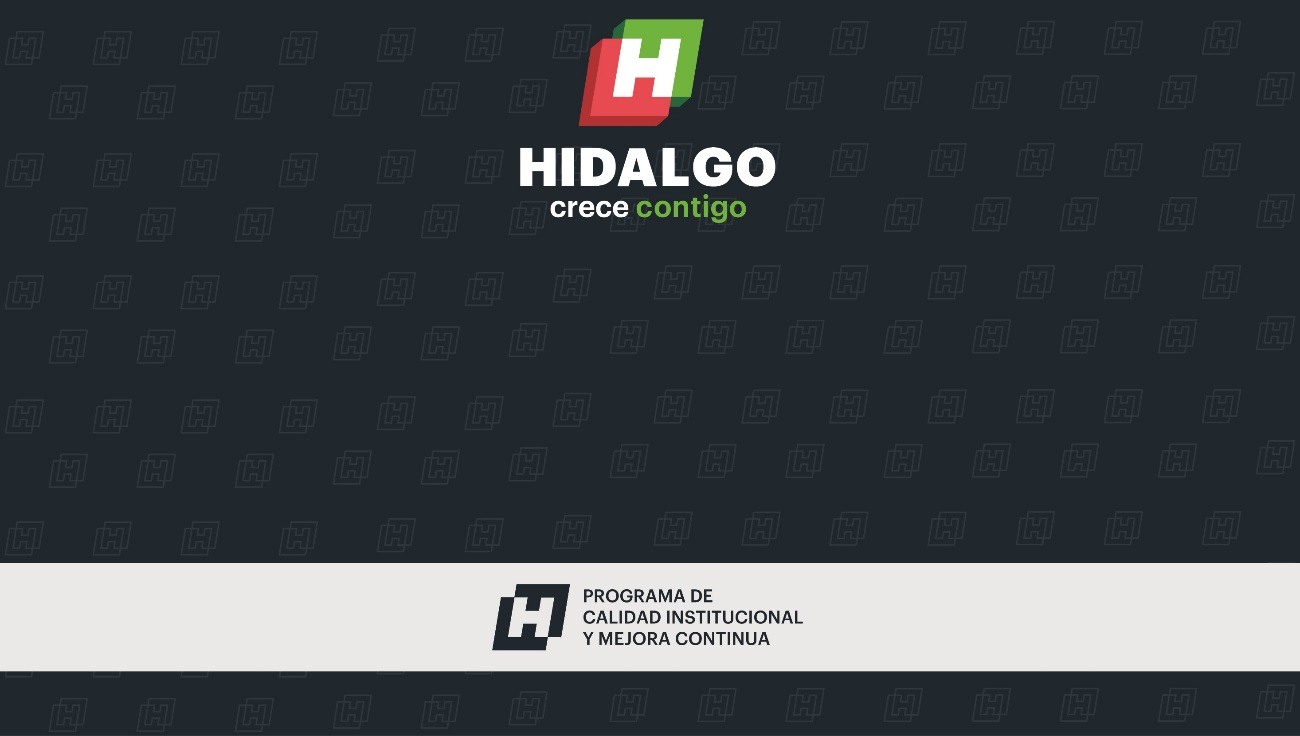 H
HIDALGO
crece contigo
H
PROGRAMA DE
CALIDAD INSTITUCIONAL
Y MEJORA CONTINUA